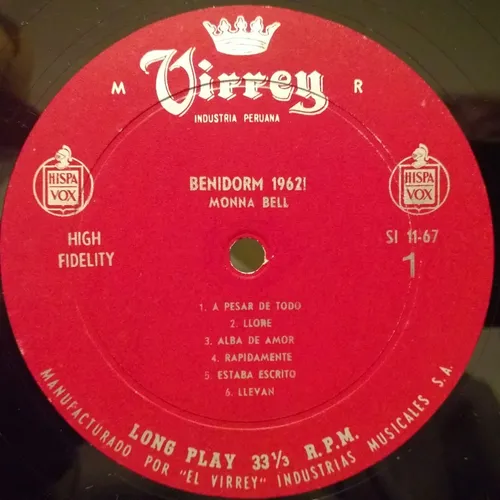 Virrey
M R
INDUSTRIA PERUANA
HISPA
VOX
HISPA
VOX
BENIDORM 1962!
MONNA BELL
HIGH
FIDELITY
SI 11-67
1
1. A PESAR DE TODO
2. LLORE
3. ALBA DE AMOR
4. RAPIDAMENTE
5. ESTABA ESCRITO
6. LLEVAN
LONG PLAY 33⅓ R.P.M.
MANUFACTURADO POR "EL VIRREY" INDUSTRIAS MUSICALES S.A.